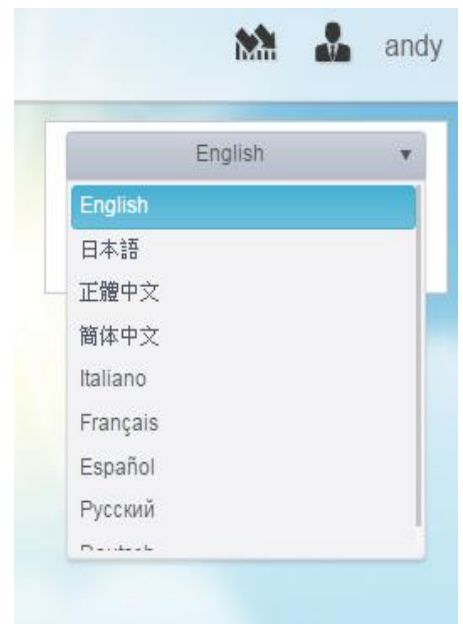 andy
English
English
日本語
正體中文
簡体中文
Italiano
Français
Español
Русский